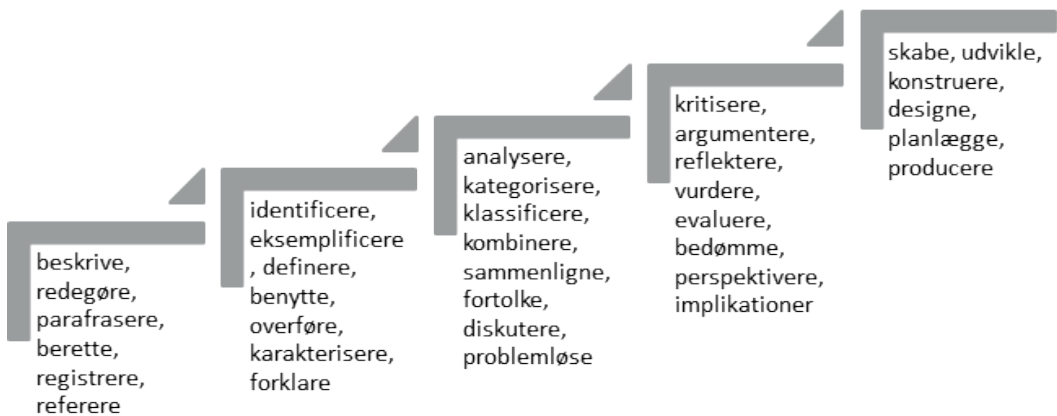 beskrive,
redegøre,
parafrasere,
berette,
registrere,
referere
identificere,
eksemplificere
, definere,
benytte,
overføre,
karakterisere,
forklare
analysere,
kategorisere,
klassificere,
kombinere,
sammenligne,
fortolke,
diskutere,
problemløse
kritisere,
argumentere,
reflektere,
vurdere,
evaluere,
bedømme,
perspektivere,
implikationer
skabe, udvikle,
konstruere,
designe,
planlægge,
producere